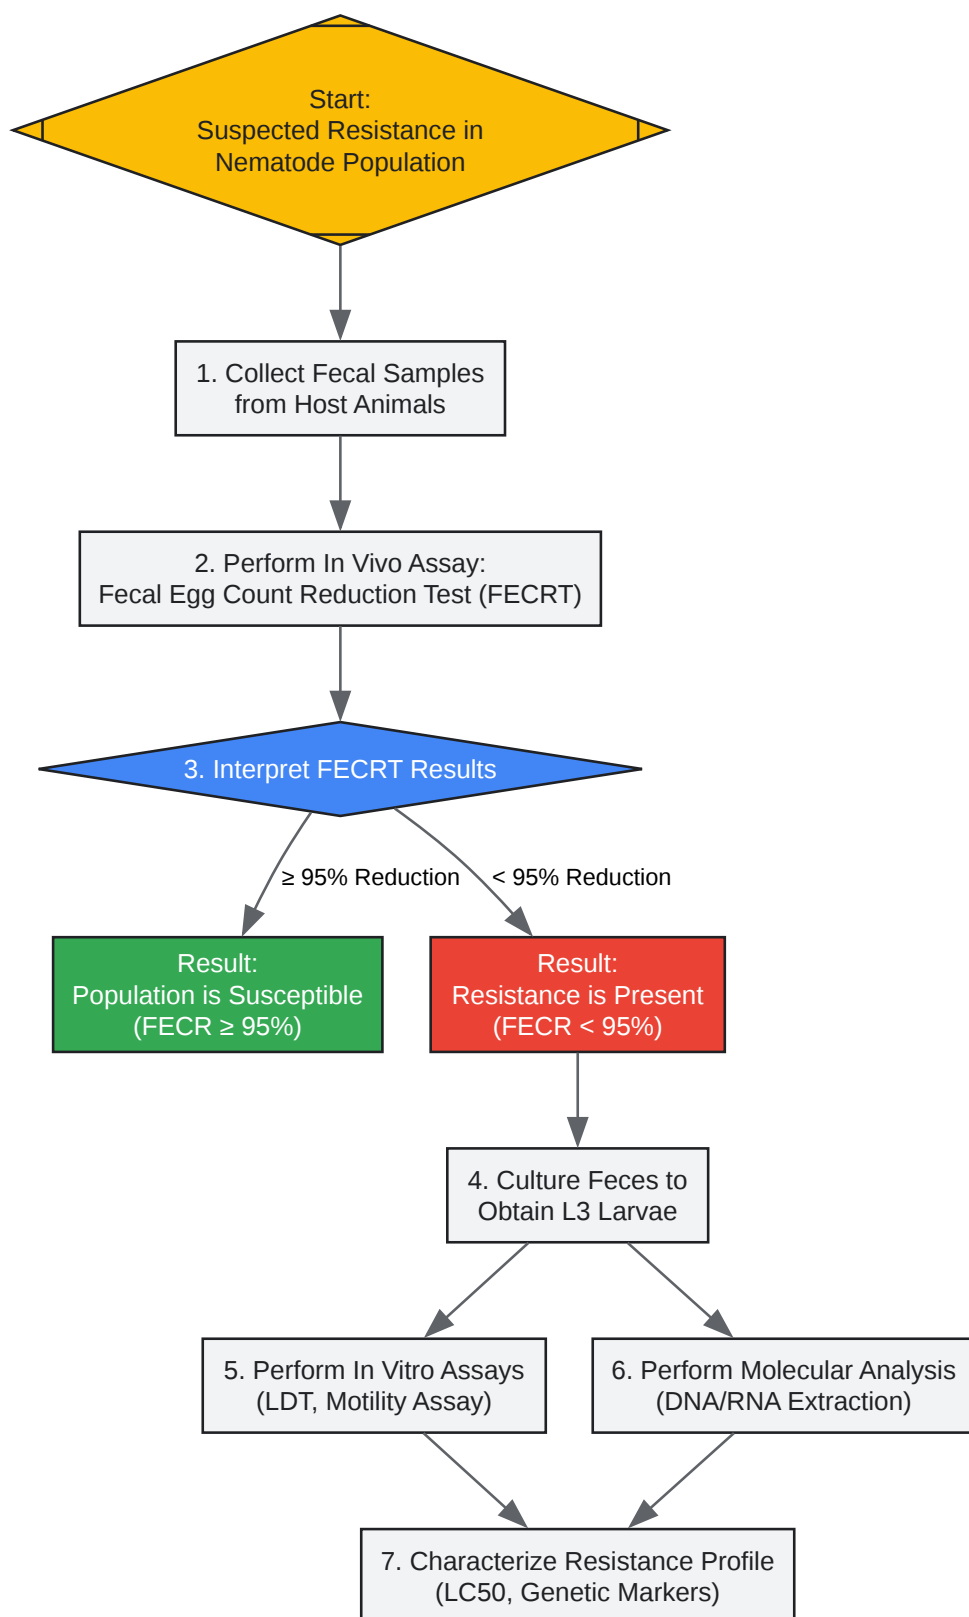 Start:
Suspected Resistance in
Nematode Population
1. Collect Fecal Samples
from Host Animals
2. Perform In Vivo Assay:
Fecal Egg Count Reduction Test (FECRT)
3. Interpret FECRT Results
≥ 95% Reduction
< 95% Reduction
Result:
Population is Susceptible
(FECR ≥ 95%)
Result:
Resistance is Present
(FECR < 95%)
4. Culture Feces to
Obtain L3 Larvae
5. Perform In Vitro Assays
(LDT, Motility Assay)
6. Perform Molecular Analysis
(DNA/RNA Extraction)
7. Characterize Resistance Profile
(LC50, Genetic Markers)